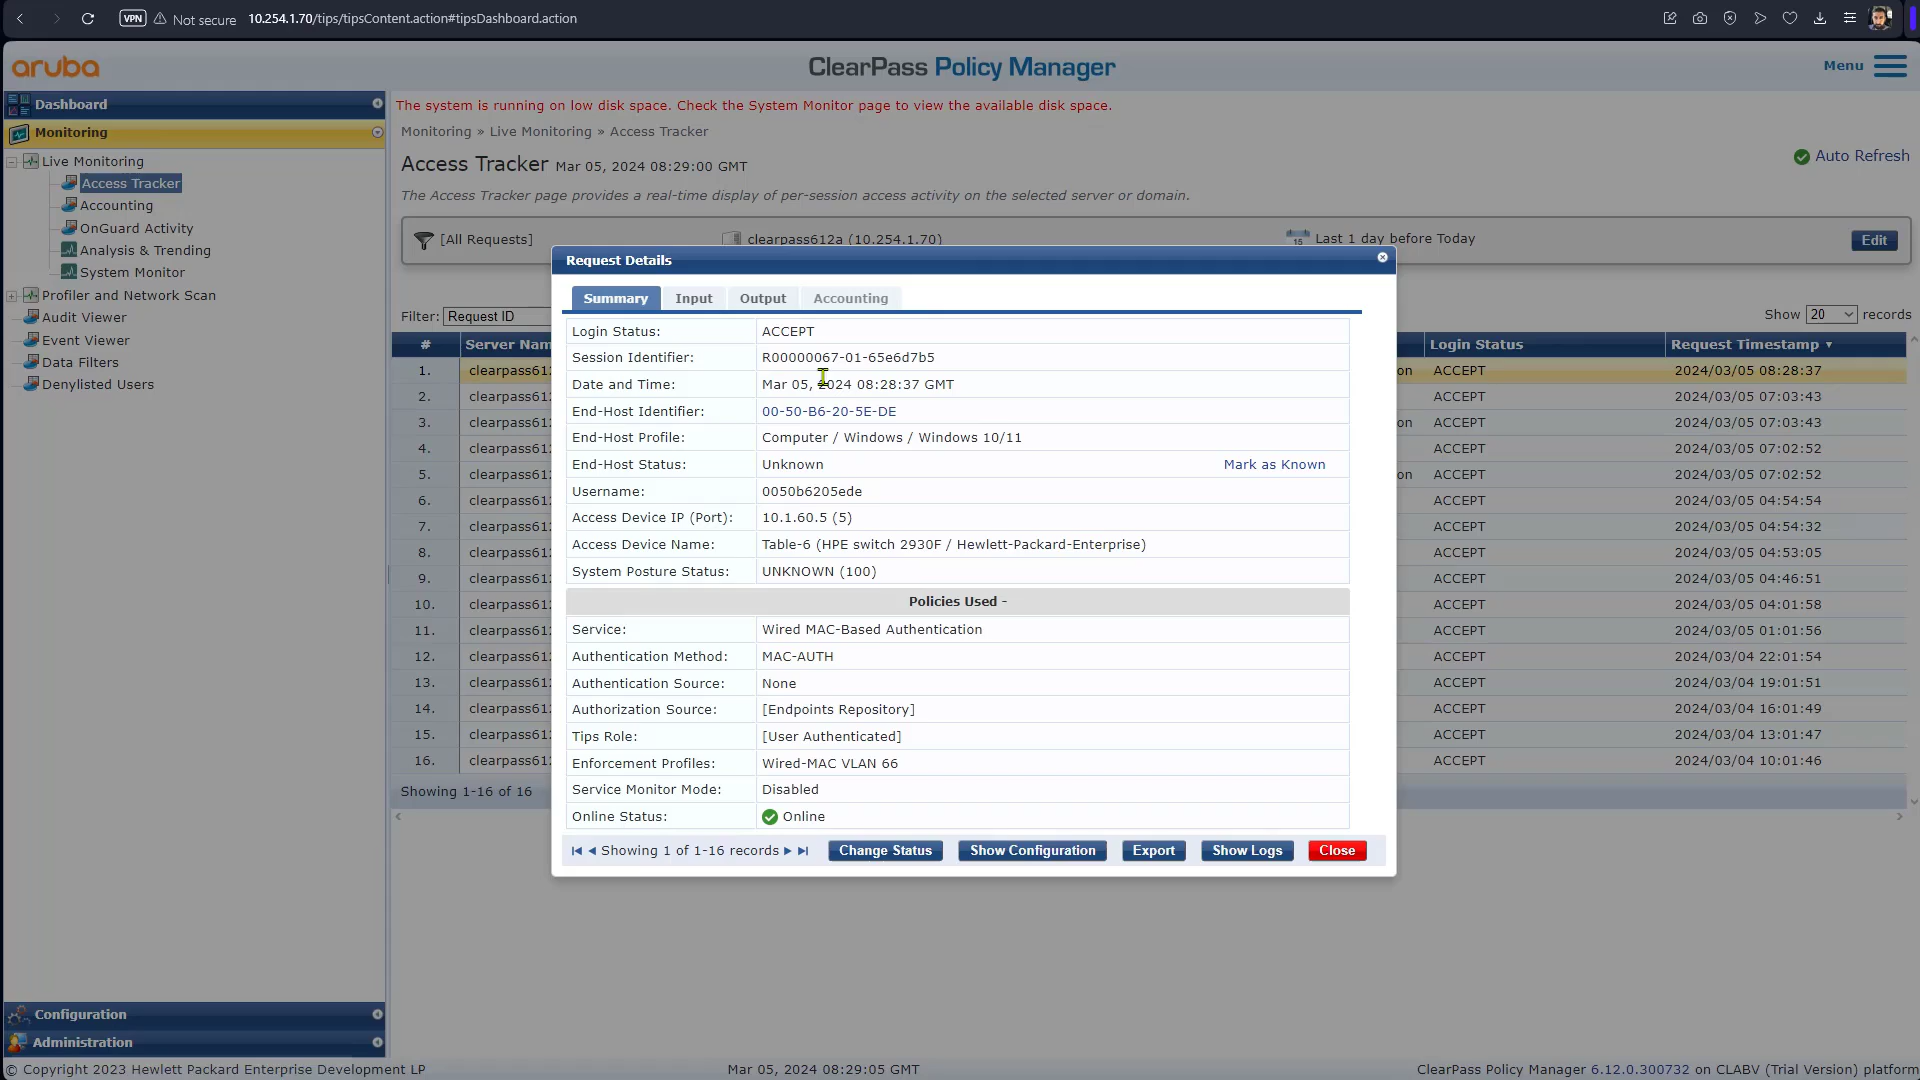 VPN Not secure 10.254.1.70/tips/tipsContent.action#tipsDashboard.action
aruba
ClearPass Policy Manager
Menu
Dashboard
Monitoring
Live Monitoring
Access Tracker
Accounting
OnGuard Activity
Analysis & Trending
System Monitor
Profiler and Network Scan
Audit Viewer
Event Viewer
Data Filters
Denylisted Users
Configuration
Administration
The system is running on low disk space. Check the System Monitor page to view the available disk space.
Monitoring » Live Monitoring » Access Tracker
Access Tracker Mar 05, 2024 08:29:00 GMT
Auto Refresh
The Access Tracker page provides a real-time display of per-session access activity on the selected server or domain.
[All Requests] clearpass612a (10.254.1.70) 15 Last 1 day before Today Edit
Filter: Request ID
Show 20 records
# Server Nam Login Status Request Timestamp ▼
1. clearpass61 on ACCEPT 2024/03/05 08:28:37
2. clearpass61 ACCEPT 2024/03/05 07:03:43
3. clearpass61 on ACCEPT 2024/03/05 07:03:43
4. clearpass61 ACCEPT 2024/03/05 07:02:52
5. clearpass61 on ACCEPT 2024/03/05 07:02:52
6. clearpass61 ACCEPT 2024/03/05 04:54:54
7. clearpass61 ACCEPT 2024/03/05 04:54:32
8. clearpass61 ACCEPT 2024/03/05 04:53:05
9. clearpass61 ACCEPT 2024/03/05 04:46:51
10. clearpass61 ACCEPT 2024/03/05 04:01:58
11. clearpass61 ACCEPT 2024/03/05 01:01:56
12. clearpass61 ACCEPT 2024/03/04 22:01:54
13. clearpass61 ACCEPT 2024/03/04 19:01:51
14. clearpass61 ACCEPT 2024/03/04 16:01:49
15. clearpass61 ACCEPT 2024/03/04 13:01:47
16. clearpass61 ACCEPT 2024/03/04 10:01:46
Showing 1-16 of 16
Request Details
Summary Input Output Accounting
Login Status: ACCEPT
Session Identifier: R00000067-01-65e6d7b5
Date and Time: Mar 05, 2024 08:28:37 GMT
End-Host Identifier: 00-50-B6-20-5E-DE
End-Host Profile: Computer / Windows / Windows 10/11
End-Host Status: Unknown Mark as Known
Username: 0050b6205ede
Access Device IP (Port): 10.1.60.5 (5)
Access Device Name: Table-6 (HPE switch 2930F / Hewlett-Packard-Enterprise)
System Posture Status: UNKNOWN (100)
Policies Used -
Service: Wired MAC-Based Authentication
Authentication Method: MAC-AUTH
Authentication Source: None
Authorization Source: [Endpoints Repository]
Tips Role: [User Authenticated]
Enforcement Profiles: Wired-MAC VLAN 66
Service Monitor Mode: Disabled
Online Status: Online
Showing 1 of 1-16 records Change Status Show Configuration Export Show Logs Close
© Copyright 2023 Hewlett Packard Enterprise Development LP Mar 05, 2024 08:29:05 GMT ClearPass Policy Manager 6.12.0.300732 on CLABV (Trial Version) platform